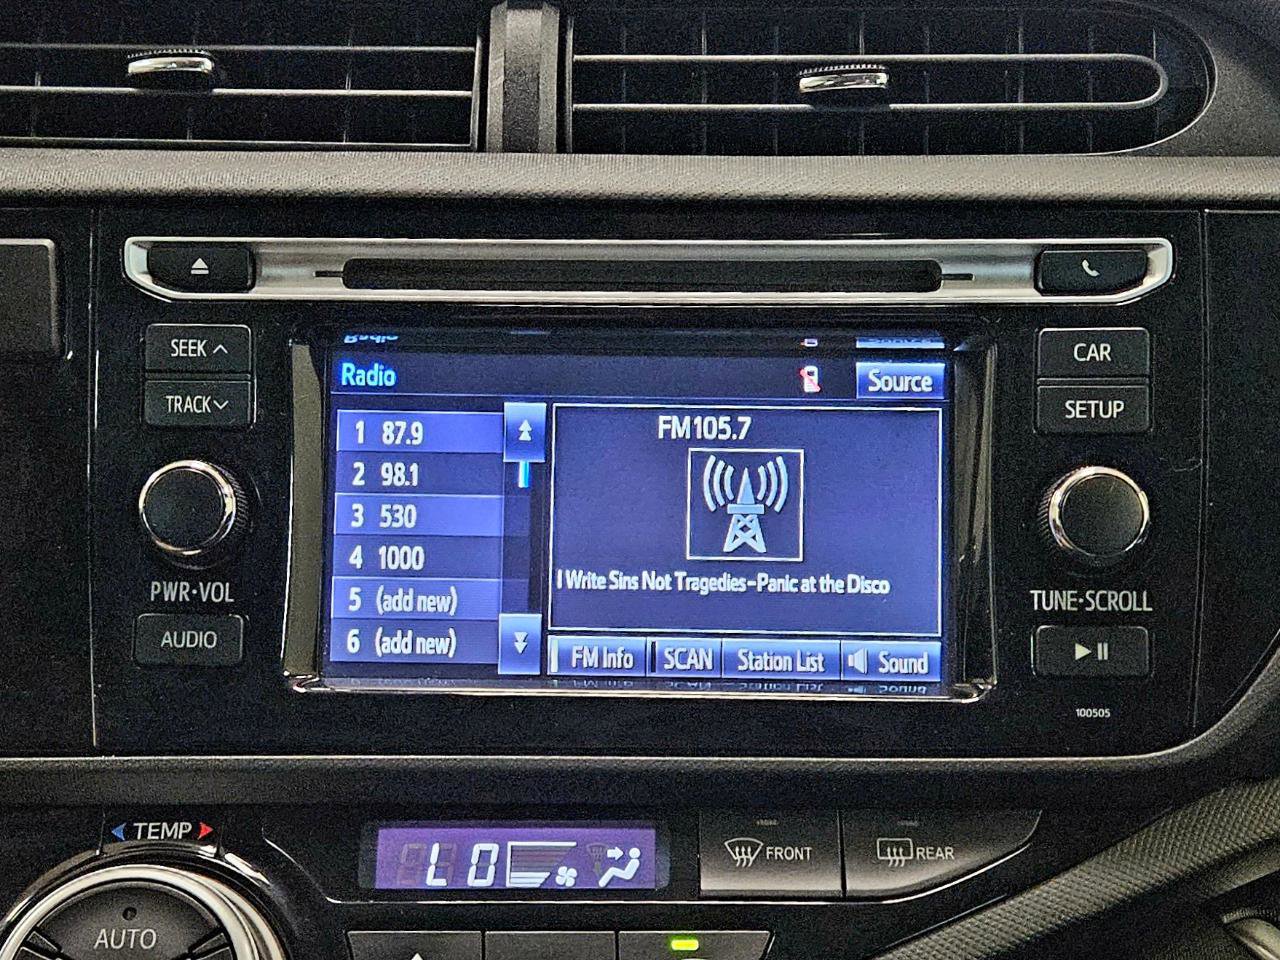 SEEK
TRACK
PWR·VOL
AUDIO
Radio
Source
1 87.9
2 98.1
3 530
4 1000
5 (add new)
6 (add new)
FM105.7
I Write Sins Not Tragedies-Panic at the Disco
FM Info
SCAN
Station List
Sound
CAR
SETUP
TUNE·SCROLL
100505
TEMP
LO
FRONT
REAR
AUTO